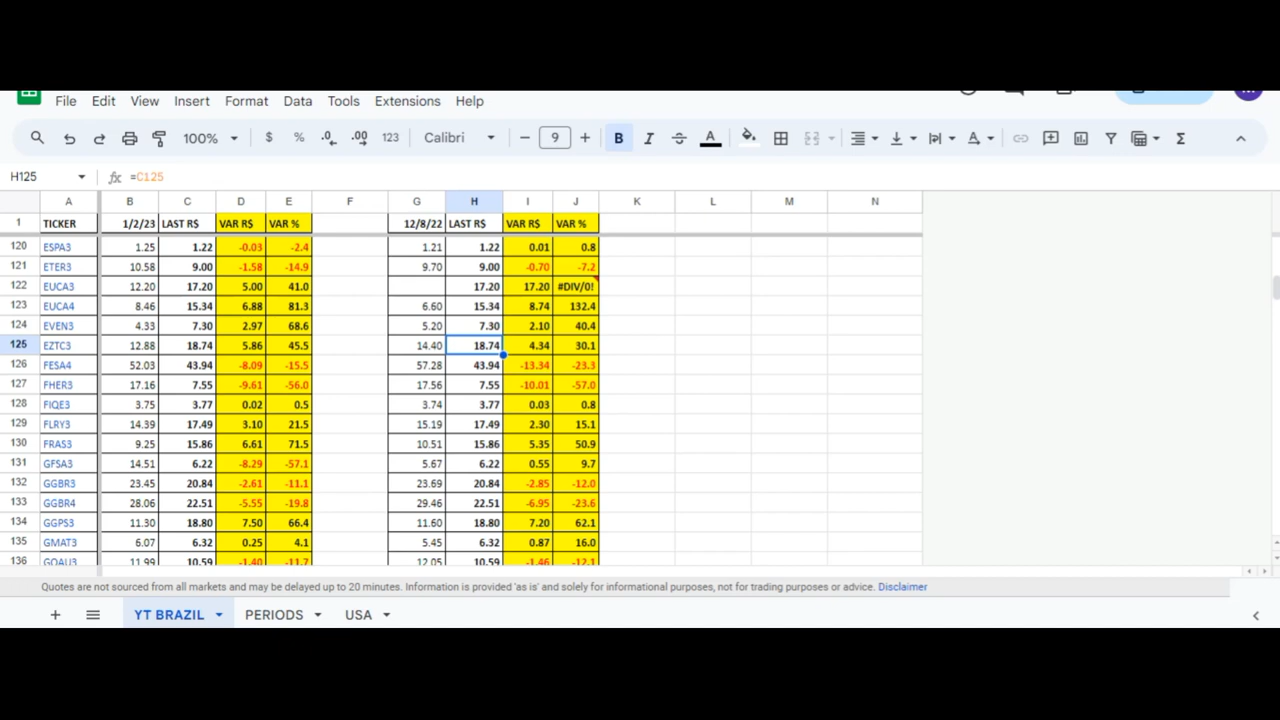 File Edit View Insert Format Data Tools Extensions Help
100% $ % .0 .00 123 Calibri 9 B I A Σ
H125 fx =C125
A B C D E F G H I J K L M N
1 TICKER 1/2/23 LAST R$ VAR R$ VAR % 12/8/22 LAST R$ VAR R$ VAR %
120 ESPA3 1.25 1.22 -0.03 -2.4 1.21 1.22 0.01 0.8
121 ETER3 10.58 9.00 -1.58 -14.9 9.70 9.00 -0.70 -7.2
122 EUCA3 12.20 17.20 5.00 41.0 17.20 17.20 #DIV/0!
123 EUCA4 8.46 15.34 6.88 81.3 6.60 15.34 8.74 132.4
124 EVEN3 4.33 7.30 2.97 68.6 5.20 7.30 2.10 40.4
125 EZTC3 12.88 18.74 5.86 45.5 14.40 18.74 4.34 30.1
126 FESA4 52.03 43.94 -8.09 -15.5 57.28 43.94 -13.34 -23.3
127 FHER3 17.16 7.55 -9.61 -56.0 17.56 7.55 -10.01 -57.0
128 FIQE3 3.75 3.77 0.02 0.5 3.74 3.77 0.03 0.8
129 FLRY3 14.39 17.49 3.10 21.5 15.19 17.49 2.30 15.1
130 FRAS3 9.25 15.86 6.61 71.5 10.51 15.86 5.35 50.9
131 GFSA3 14.51 6.22 -8.29 -57.1 5.67 6.22 0.55 9.7
132 GGBR3 23.45 20.84 -2.61 -11.1 23.69 20.84 -2.85 -12.0
133 GGBR4 28.06 22.51 -5.55 -19.8 29.46 22.51 -6.95 -23.6
134 GGPS3 11.30 18.80 7.50 66.4 11.60 18.80 7.20 62.1
135 GMAT3 6.07 6.32 0.25 4.1 5.45 6.32 0.87 16.0
136 GOAU3 11.99 10.59 -1.40 -11.7 12.05 10.59 -1.46 -12.1
Quotes are not sourced from all markets and may be delayed up to 20 minutes. Information is provided 'as is' and solely for informational purposes, not for trading purposes or advice. Disclaimer
YT BRAZIL PERIODS USA